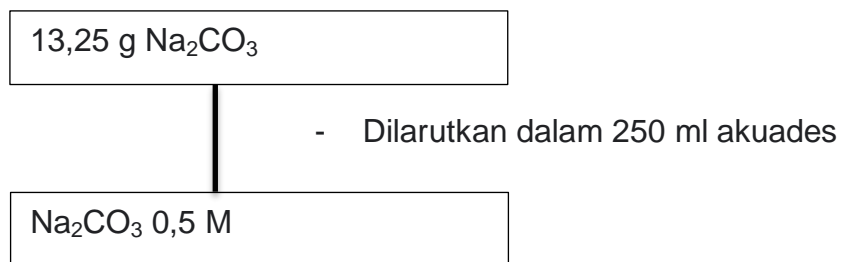 13,25 g Na₂CO₃
- Dilarutkan dalam 250 ml akuades
Na₂CO₃ 0,5 M